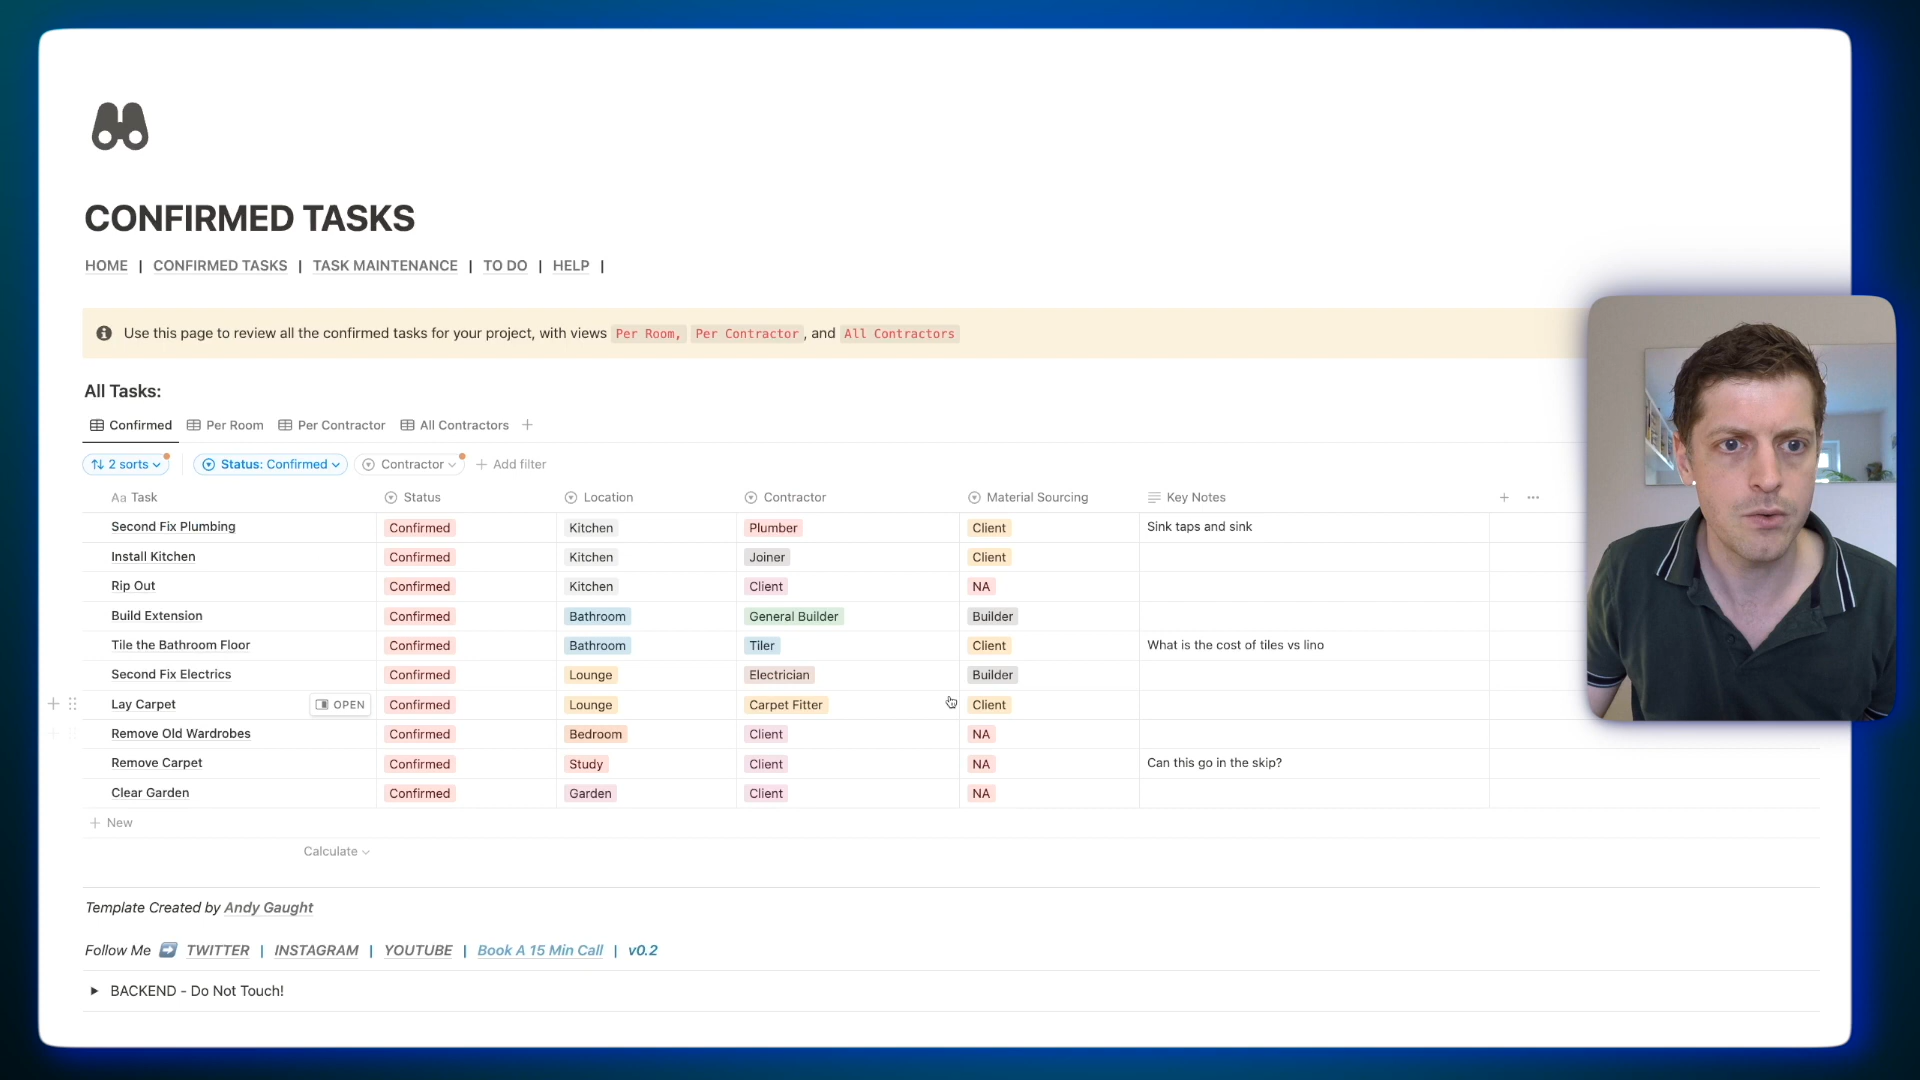 CONFIRMED TASKS
HOME | CONFIRMED TASKS | TASK MAINTENANCE | TO DO | HELP |
Use this page to review all the confirmed tasks for your project, with views Per Room, Per Contractor, and All Contractors
All Tasks:
Confirmed Per Room Per Contractor All Contractors +
2 sorts Status: Confirmed Contractor + Add filter
Aa Task Status Location Contractor Material Sourcing Key Notes + ...
Second Fix Plumbing Confirmed Kitchen Plumber Client Sink taps and sink
Install Kitchen Confirmed Kitchen Joiner Client
Rip Out Confirmed Kitchen Client NA
Build Extension Confirmed Bathroom General Builder Builder
Tile the Bathroom Floor Confirmed Bathroom Tiler Client What is the cost of tiles vs lino
Second Fix Electrics Confirmed Lounge Electrician Builder
Lay Carpet OPEN Confirmed Lounge Carpet Fitter Client
Remove Old Wardrobes Confirmed Bedroom Client NA
Remove Carpet Confirmed Study Client NA Can this go in the skip?
Clear Garden Confirmed Garden Client NA
+ New
Calculate
Template Created by Andy Gaught
Follow Me ➡️ TWITTER | INSTAGRAM | YOUTUBE | Book A 15 Min Call | v0.2
BACKEND - Do Not Touch!